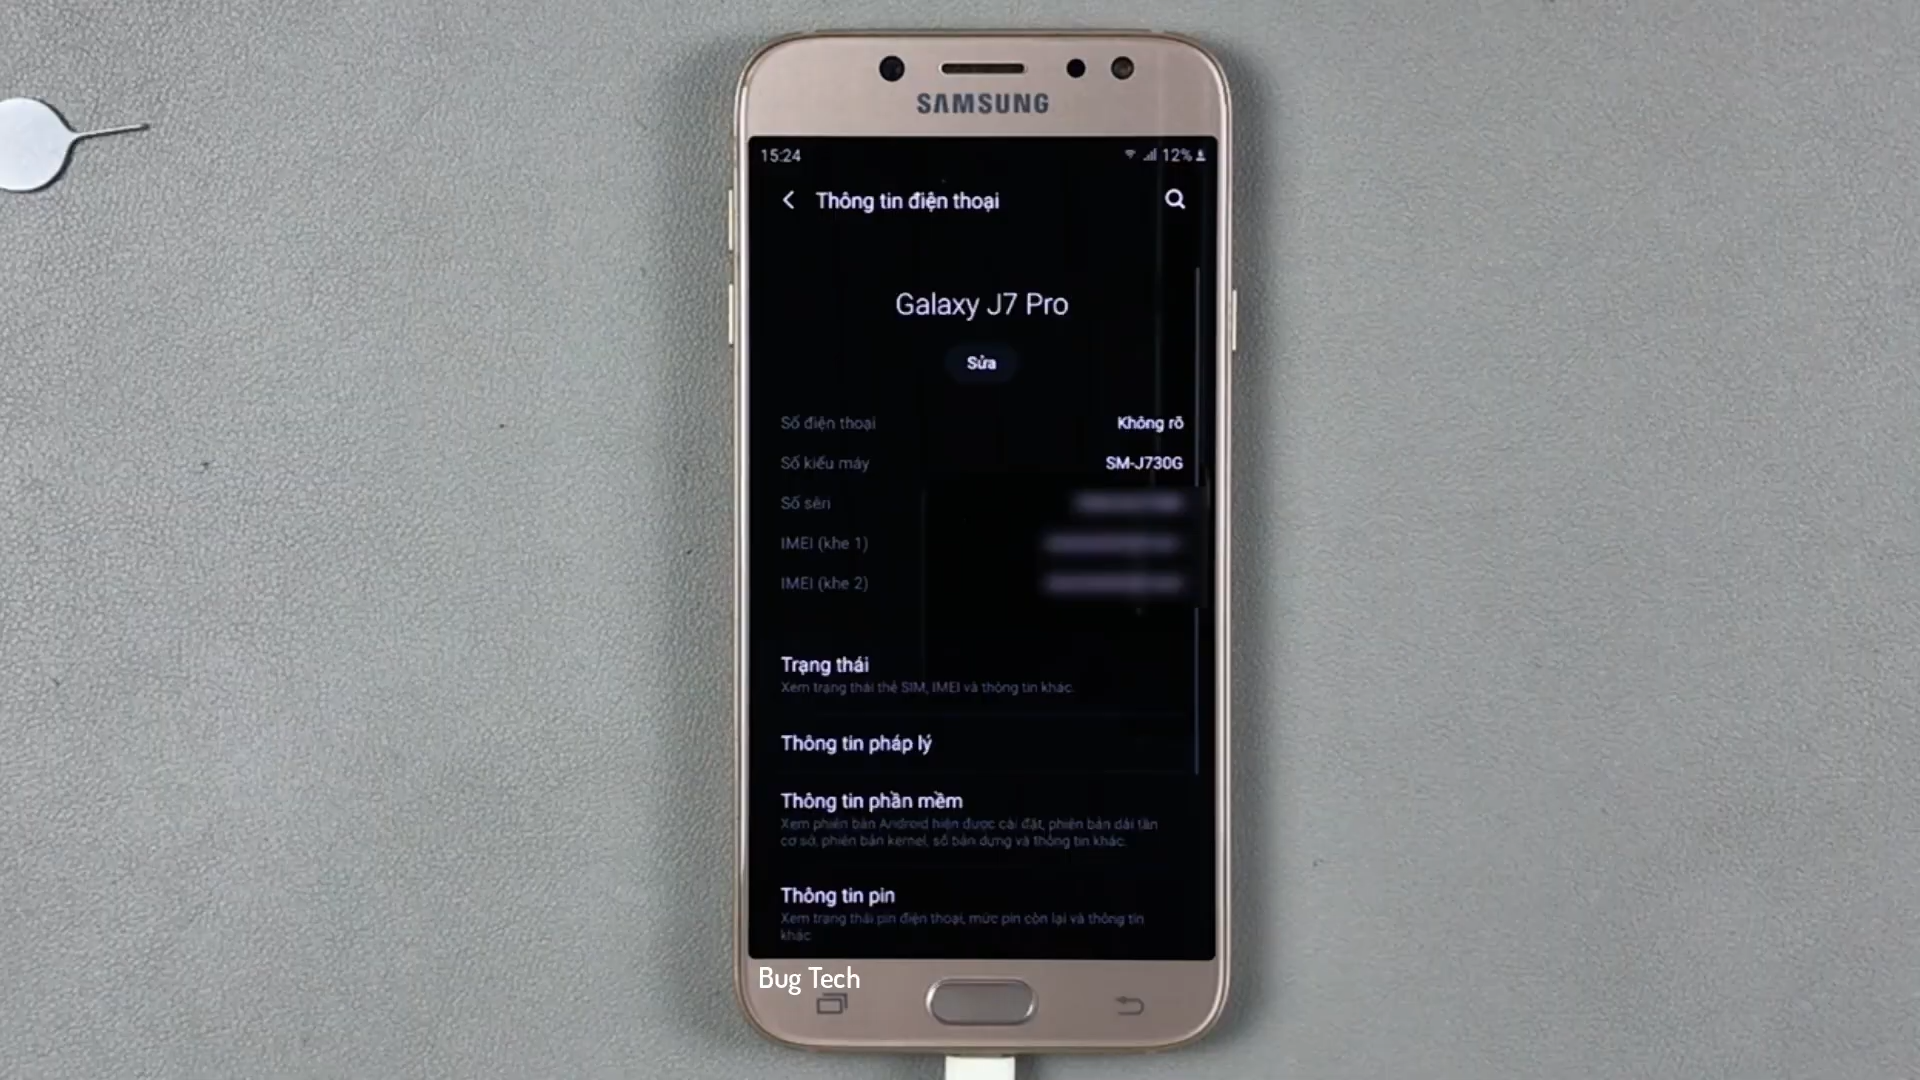 SAMSUNG
15:24
12%
Thông tin điện thoại
Galaxy J7 Pro
Sửa
Số điện thoại
Không rõ
Số kiểu máy
SM-J730G
Số sêri
IMEI (khe 1)
IMEI (khe 2)
Trạng thái
Xem trạng thái thẻ SIM, IMEI và thông tin khác.
Thông tin pháp lý
Thông tin phần mềm
Xem phiên bản Android hiện được cài đặt, phiên bản dải tần
cơ sở, phiên bản kernel, số bản dựng và thông tin khác.
Thông tin pin
Xem trạng thái pin điện thoại, mức pin còn lại và thông tin
khác
Bug Tech